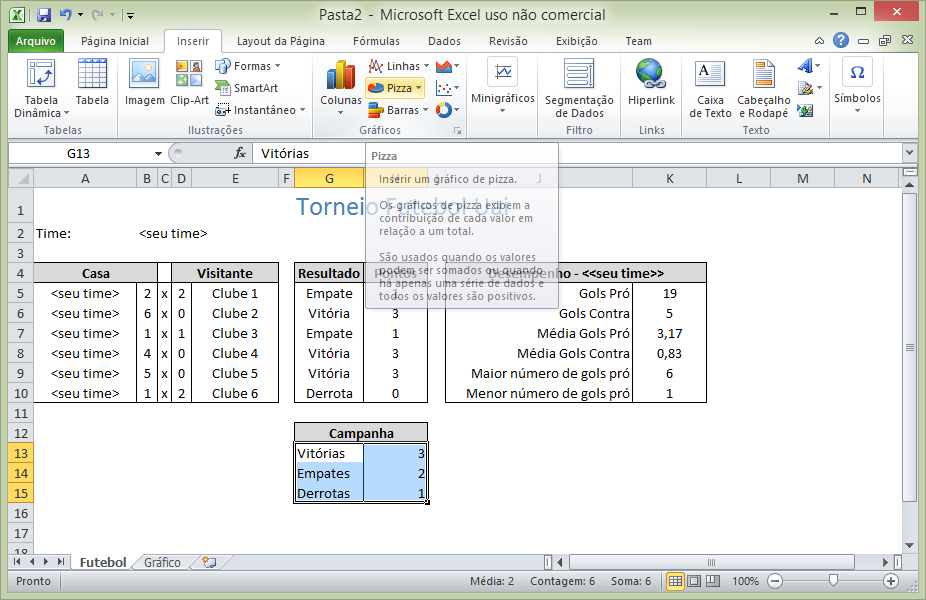 Pasta2 - Microsoft Excel uso não comercial
Arquivo Página Inicial Inserir Layout da Página Fórmulas Dados Revisão Exibição Team
Tabela Dinâmica Tabela
Imagem Clip-Art Formas SmartArt Instantâneo
Colunas Linhas Pizza Barras
Minigráficos
Segmentação de Dados
Hiperlink
Caixa de Texto Cabeçalho e Rodapé
Ω
Símbolos
Tabelas Ilustrações Gráficos Filtro Links Texto
G13 fx Vitórias
Pizza
Inserir um gráfico de pizza.
Os gráficos de pizza exibem a
contribuição de cada valor em
relação a um total.
São usados quando os valores
podem ser somados ou quando
há apenas uma série de dados e
todos os valores são positivos.
A B C D E F G H J K L M N
1 Torneio Futebol Uai
2 Time: <seu time>
3
4 Casa Visitante Resultado Pontos Desempenho - <<seu time>>
5 <seu time> 2 x 2 Clube 1 Empate 1 Gols Pró 19
6 <seu time> 6 x 0 Clube 2 Vitória 3 Gols Contra 5
7 <seu time> 1 x 1 Clube 3 Empate 1 Média Gols Pró 3,17
8 <seu time> 4 x 0 Clube 4 Vitória 3 Média Gols Contra 0,83
9 <seu time> 5 x 0 Clube 5 Vitória 3 Maior número de gols pró 6
10 <seu time> 1 x 2 Clube 6 Derrota 0 Menor número de gols pró 1
11
12 Campanha
13 Vitórias 3
14 Empates 2
15 Derrotas 1
16
17
18
Futebol Gráfico
Pronto Média: 2 Contagem: 6 Soma: 6 100%